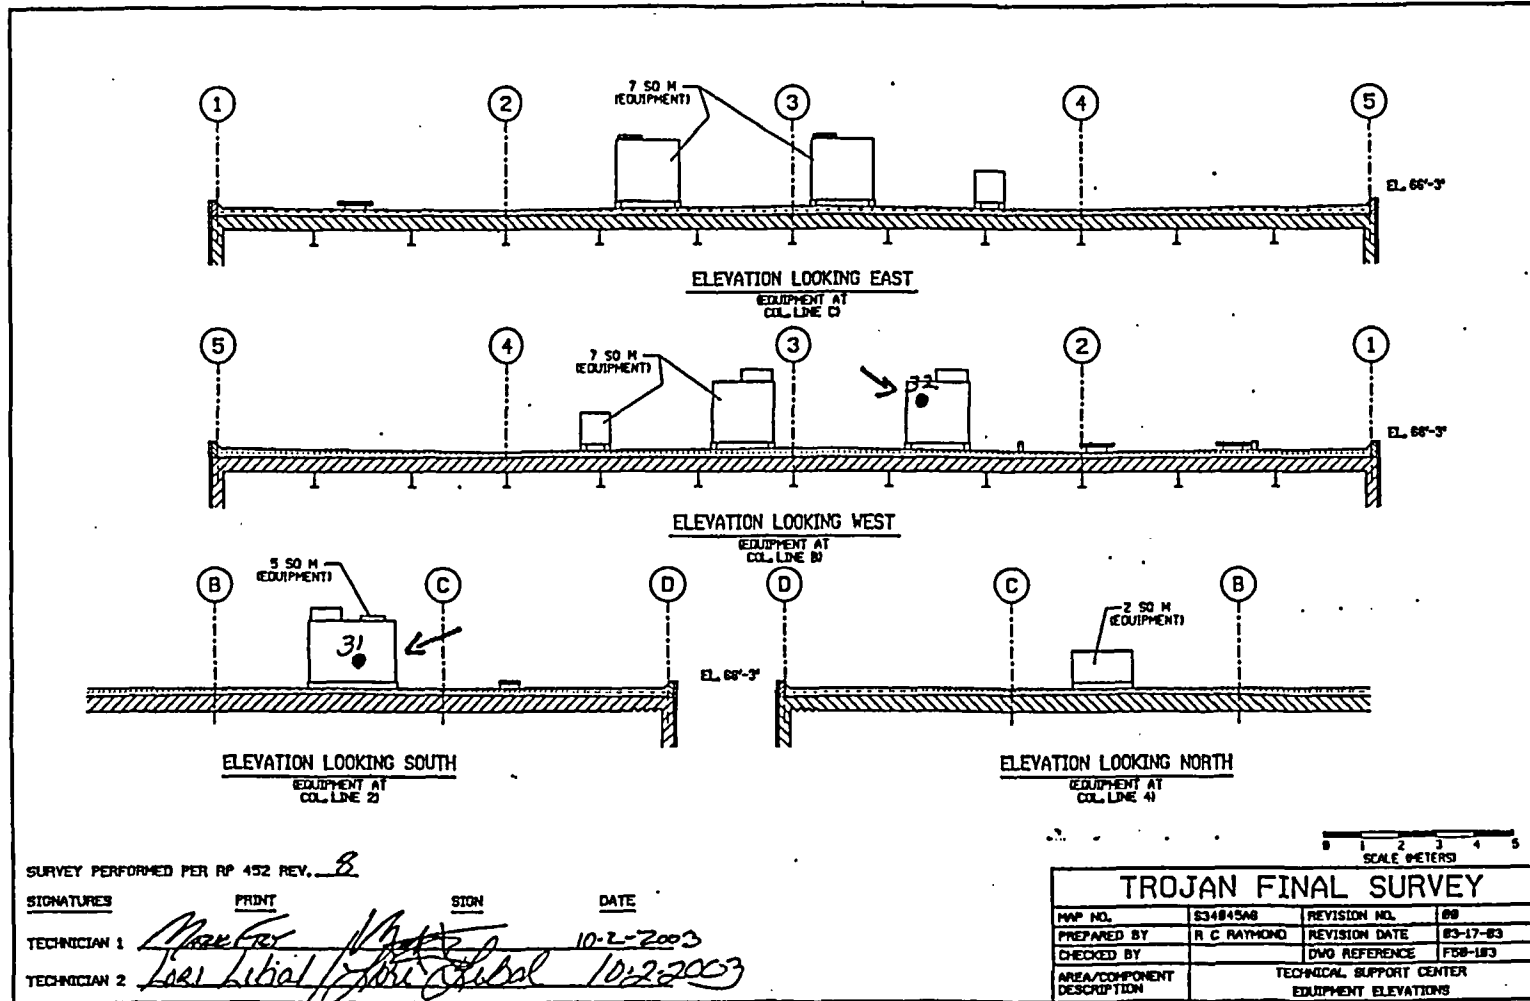 1 2 3 4 5
7 SQ M
(EQUIPMENT)
EL. 66'-3"
ELEVATION LOOKING EAST
(EQUIPMENT AT
COL. LINE C)
5 4 3 2 1
7 SQ M
(EQUIPMENT)
32
EL. 66'-3"
ELEVATION LOOKING WEST
(EQUIPMENT AT
COL. LINE B)
B C D D C B
5 SQ M
(EQUIPMENT)
2 SQ M
(EQUIPMENT)
31
EL. 66'-3"
ELEVATION LOOKING SOUTH
(EQUIPMENT AT
COL. LINE 2)
ELEVATION LOOKING NORTH
(EQUIPMENT AT
COL. LINE 4)
0 1 2 3 4 5
SCALE (METERS)
SURVEY PERFORMED PER RP 452 REV. 8
SIGNATURES PRINT SIGN DATE
TECHNICIAN 1 Mark Fry 10-2-2003
TECHNICIAN 2 Lori Libal Lori Libal 10-2-2003
TROJAN FINAL SURVEY
MAP NO. REVISION NO. 00
PREPARED BY R C RAYMOND REVISION DATE 03-17-03
CHECKED BY DWG REFERENCE F50-103
AREA/COMPONENT DESCRIPTION TECHNICAL SUPPORT CENTER
EQUIPMENT ELEVATIONS